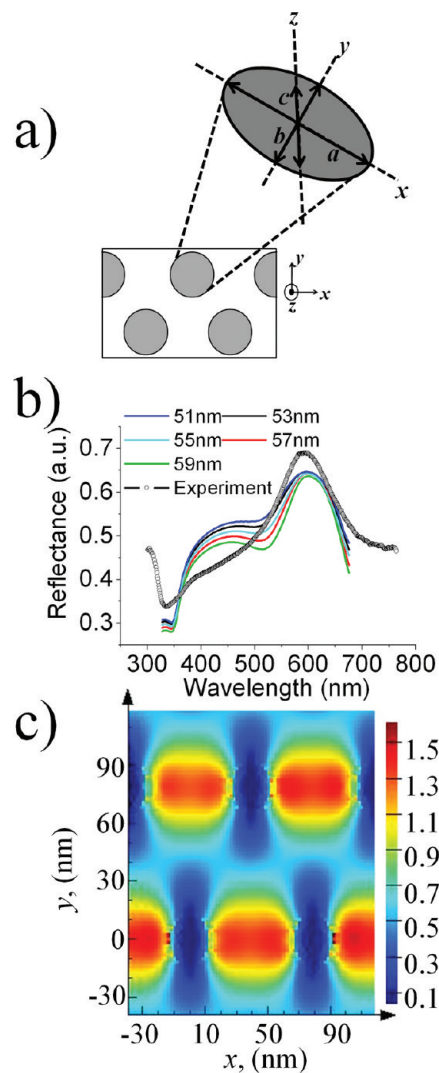 a)
z
y
c
b
a
x
y
z
x
b)
51nm 53nm
55nm 57nm
59nm
Experiment
Reflectance (a.u.)
0.7
0.6
0.5
0.4
0.3
300 400 500 600 700 800
Wavelength (nm)
c)
y, (nm)
90
60
30
0
-30
-30 10 50 90
x, (nm)
1.5
1.3
1.1
0.9
0.7
0.5
0.3
0.1